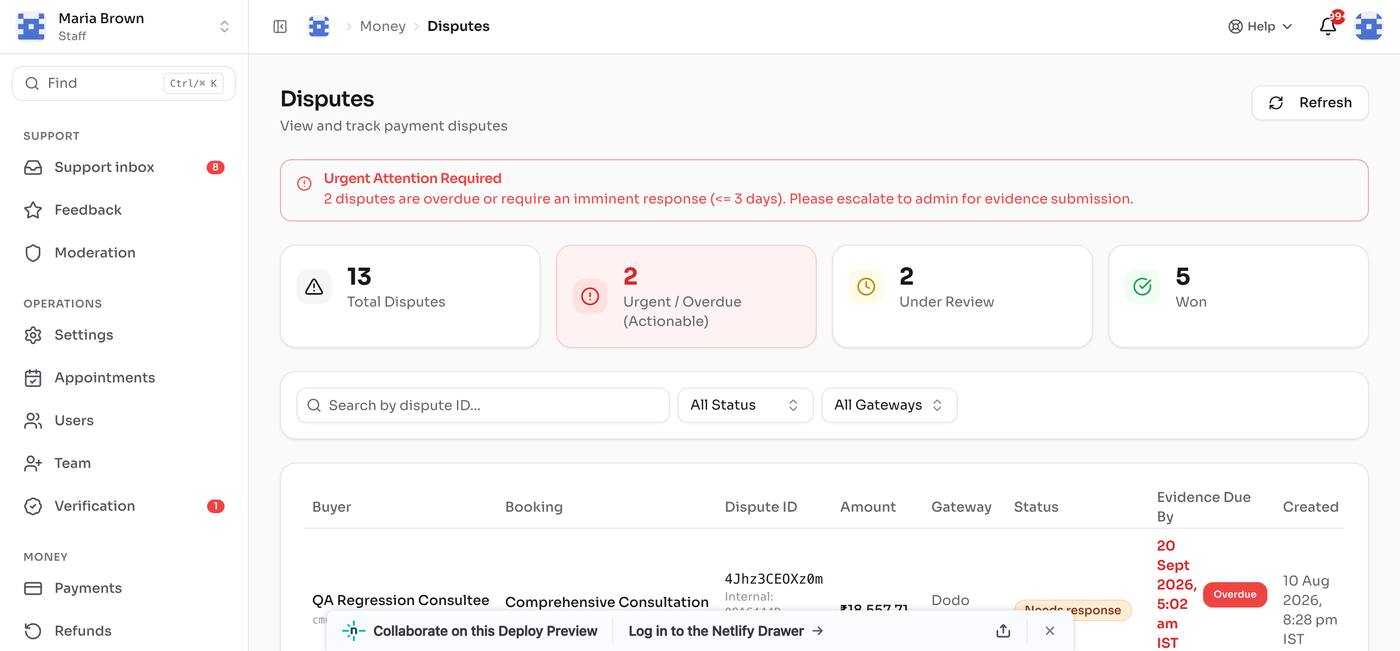 Maria Brown
Staff
Money
Disputes
Help
99+
Find
Ctrl/⌘ K
SUPPORT
Support inbox
8
Feedback
Moderation
OPERATIONS
Settings
Appointments
Users
Team
Verification
1
MONEY
Payments
Refunds
Disputes
View and track payment disputes
Refresh
Urgent Attention Required
2 disputes are overdue or require an imminent response (<= 3 days). Please escalate to admin for evidence submission.
13
Total Disputes
2
Urgent / Overdue
(Actionable)
2
Under Review
5
Won
Search by dispute ID...
All Status
All Gateways
Buyer
Booking
Dispute ID
Amount
Gateway
Status
Evidence Due
By
Created
QA Regression Consultee
Comprehensive Consultation
4Jhz3CEOXz0m
Internal:
₹18,557.71
Dodo
Needs response
20
Sept
2026,
5:02
am
IST
Overdue
10 Aug
2026,
8:28 pm
IST
Collaborate on this Deploy Preview
Log in to the Netlify Drawer →